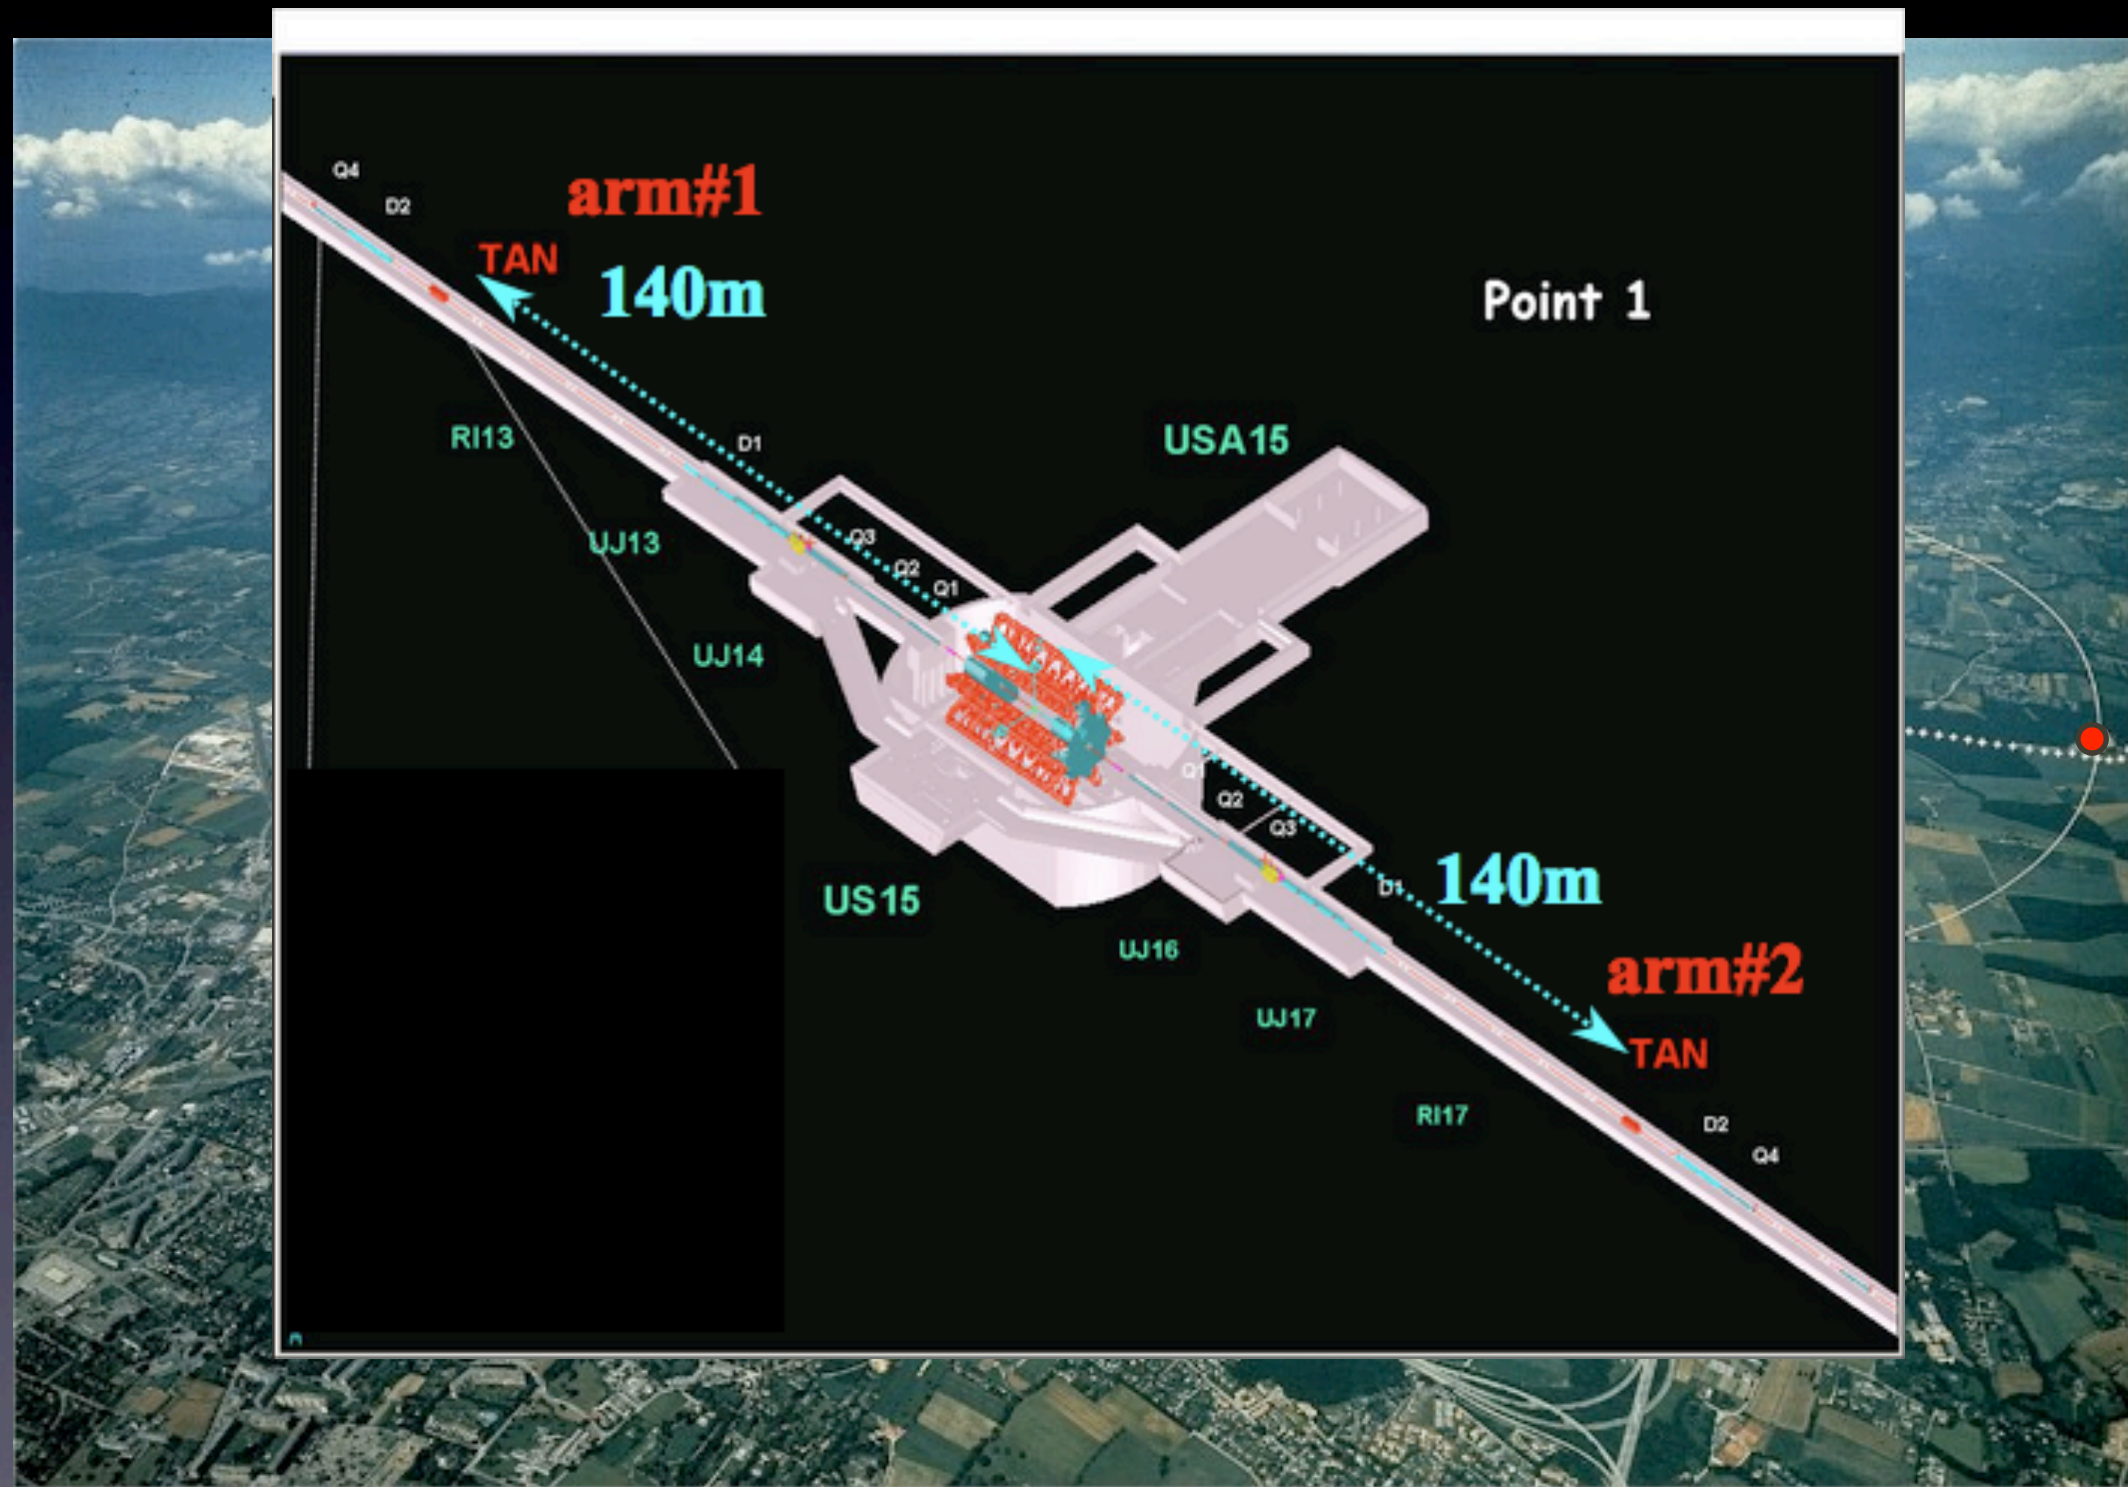 Q4
D2
arm#1
TAN
140m
Point 1
RI13
D1
USA15
UJ13
Q3
Q2
Q1
UJ14
Q1
Q2
Q3
140m
D1
US15
UJ16
arm#2
UJ17
TAN
RI17
D2
Q4